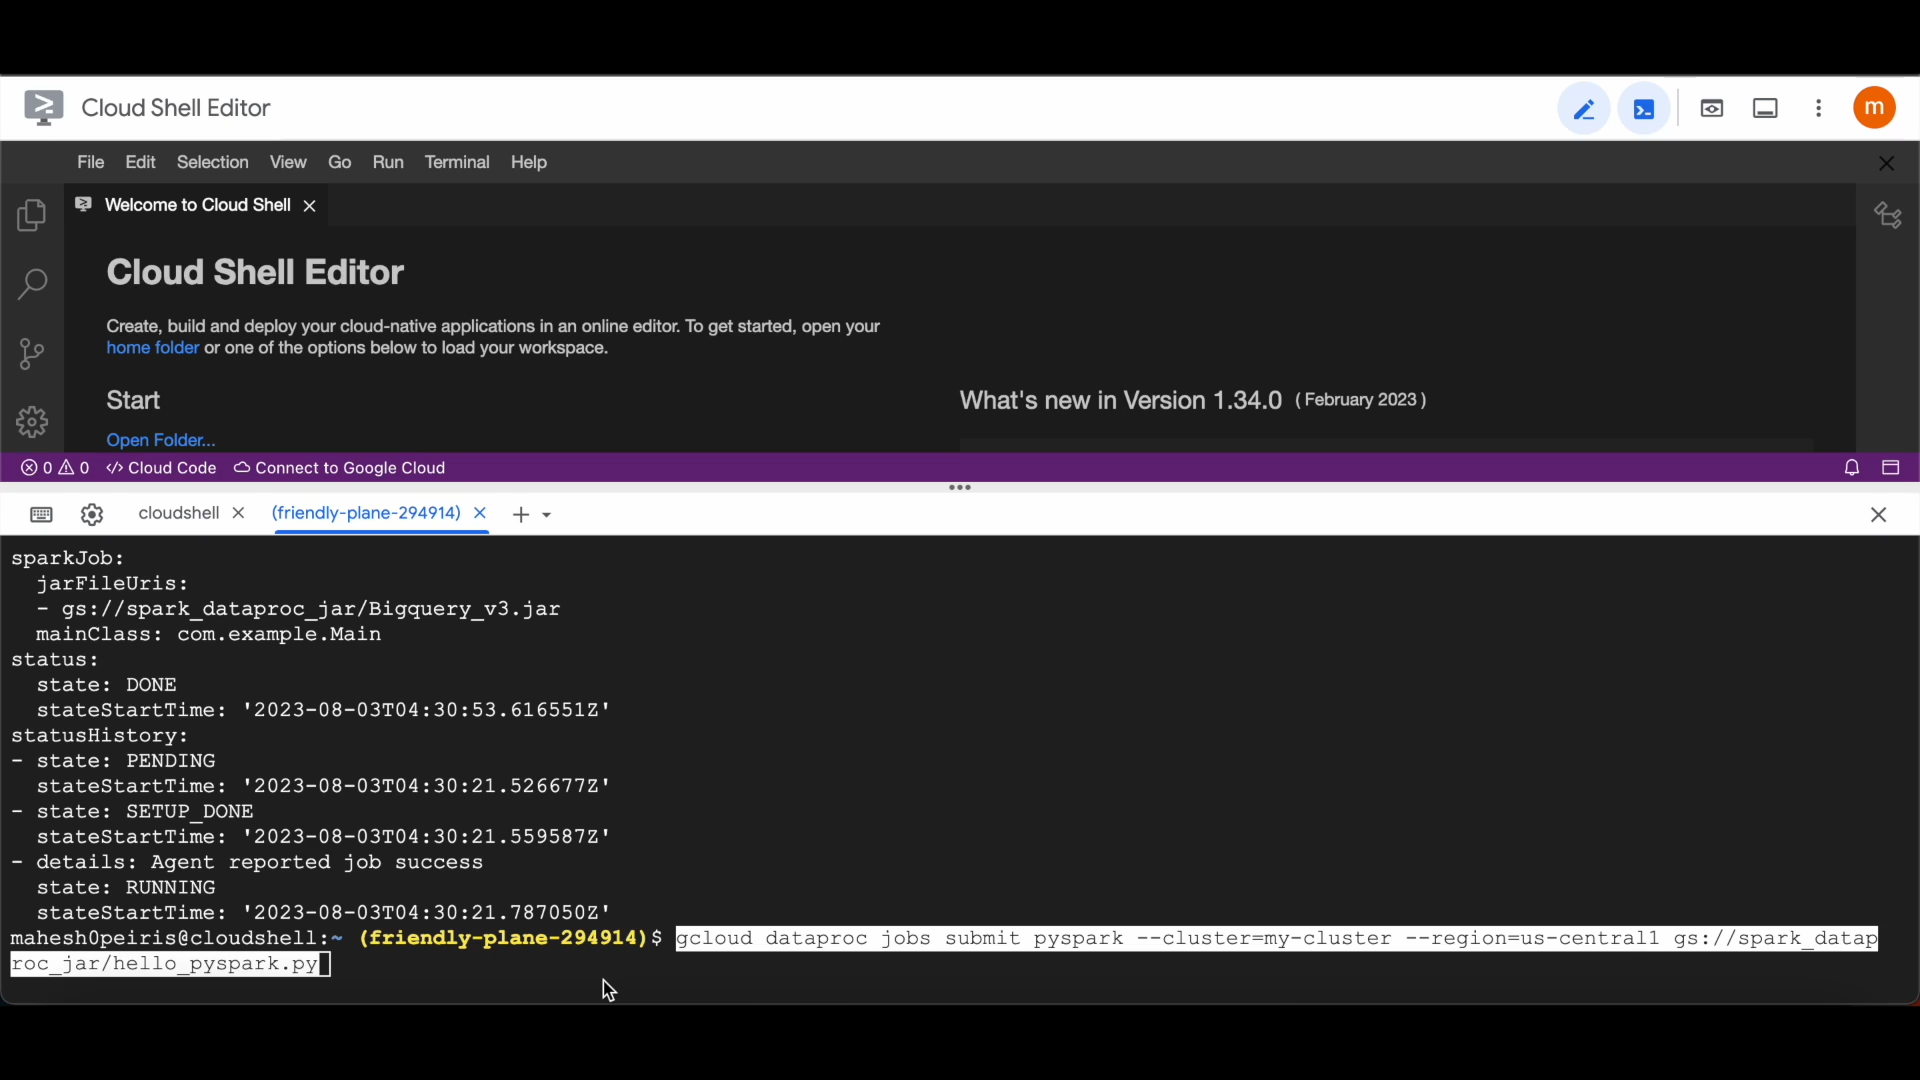 Cloud Shell Editor
m
File Edit Selection View Go Run Terminal Help
Welcome to Cloud Shell
Cloud Shell Editor
Create, build and deploy your cloud-native applications in an online editor. To get started, open your
home folder or one of the options below to load your workspace.
Start
What's new in Version 1.34.0 ( February 2023 )
Open Folder...
0 0 </> Cloud Code Connect to Google Cloud
cloudshell (friendly-plane-294914)
sparkJob:
  jarFileUris:
  - gs://spark_dataproc_jar/Bigquery_v3.jar
  mainClass: com.example.Main
status:
  state: DONE
  stateStartTime: '2023-08-03T04:30:53.616551Z'
statusHistory:
- state: PENDING
  stateStartTime: '2023-08-03T04:30:21.526677Z'
- state: SETUP_DONE
  stateStartTime: '2023-08-03T04:30:21.559587Z'
- details: Agent reported job success
  state: RUNNING
  stateStartTime: '2023-08-03T04:30:21.787050Z'
mahesh0peiris@cloudshell:~ (friendly-plane-294914)$ gcloud dataproc jobs submit pyspark --cluster=my-cluster --region=us-central1 gs://spark_datap
roc_jar/hello_pyspark.py